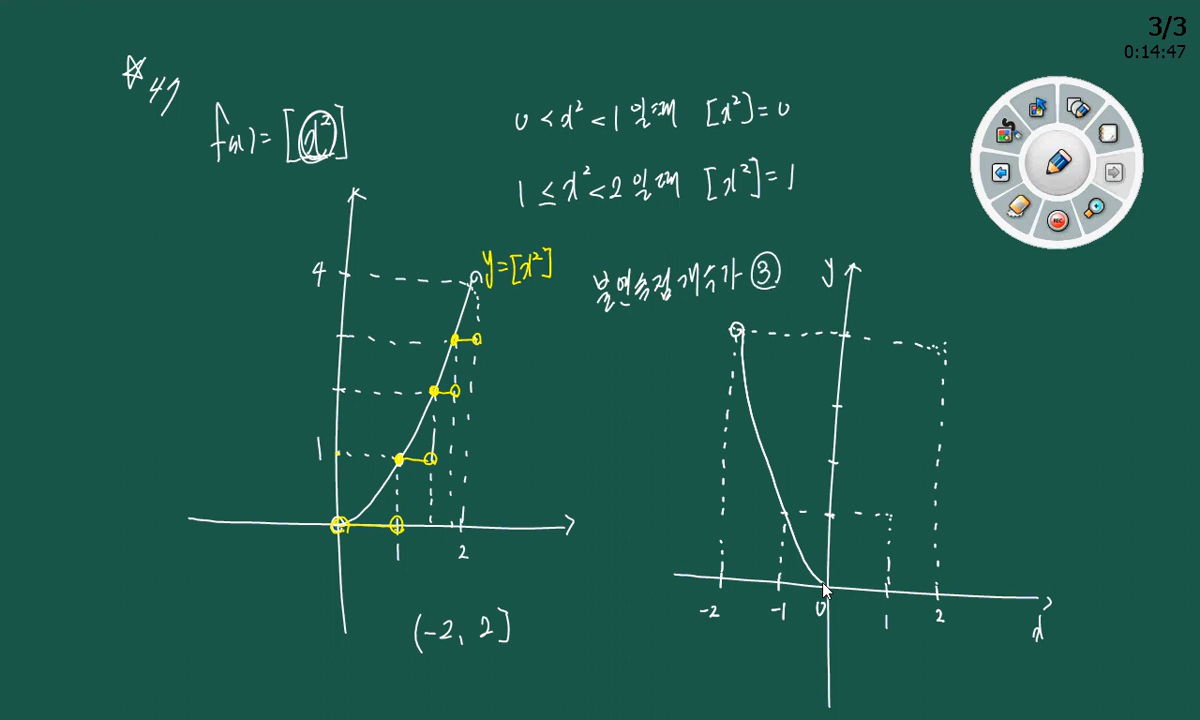 3/3
0:14:47
☆ 47
f(x) = [x²]
0 < x² < 1 일때 [x²] = 0
1 ≤ x² < 2 일때 [x²] = 1
4
y = [x²]
불연속점 개수가 ③
y
1
1
2
(-2, 2]
-2
-1
0
1
2
x
REC